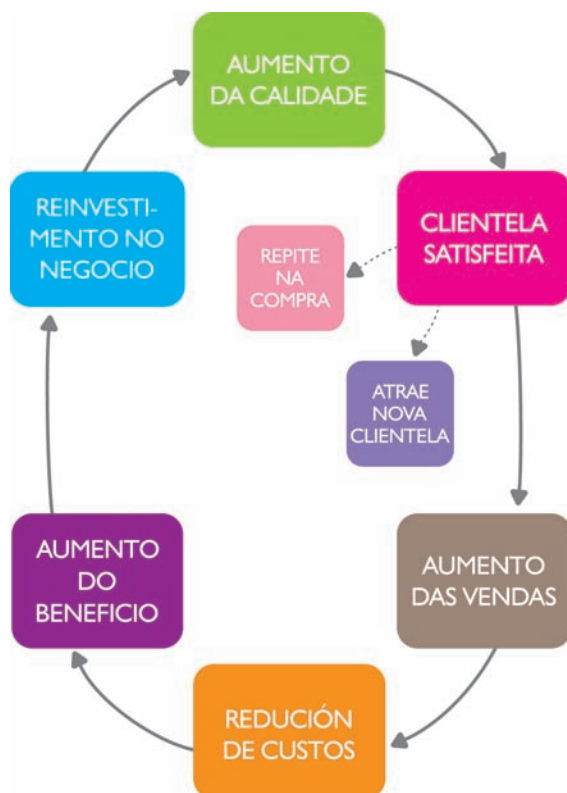 AUMENTO
DA CALIDADE
CLIENTELA
SATISFEITA
REPITE
NA
COMPRA
ATRAE
NOVA
CLIENTELA
AUMENTO
DAS VENDAS
REDUCIÓN
DE CUSTOS
AUMENTO
DO
BENEFICIO
REINVESTI-
MENTO NO
NEGOCIO